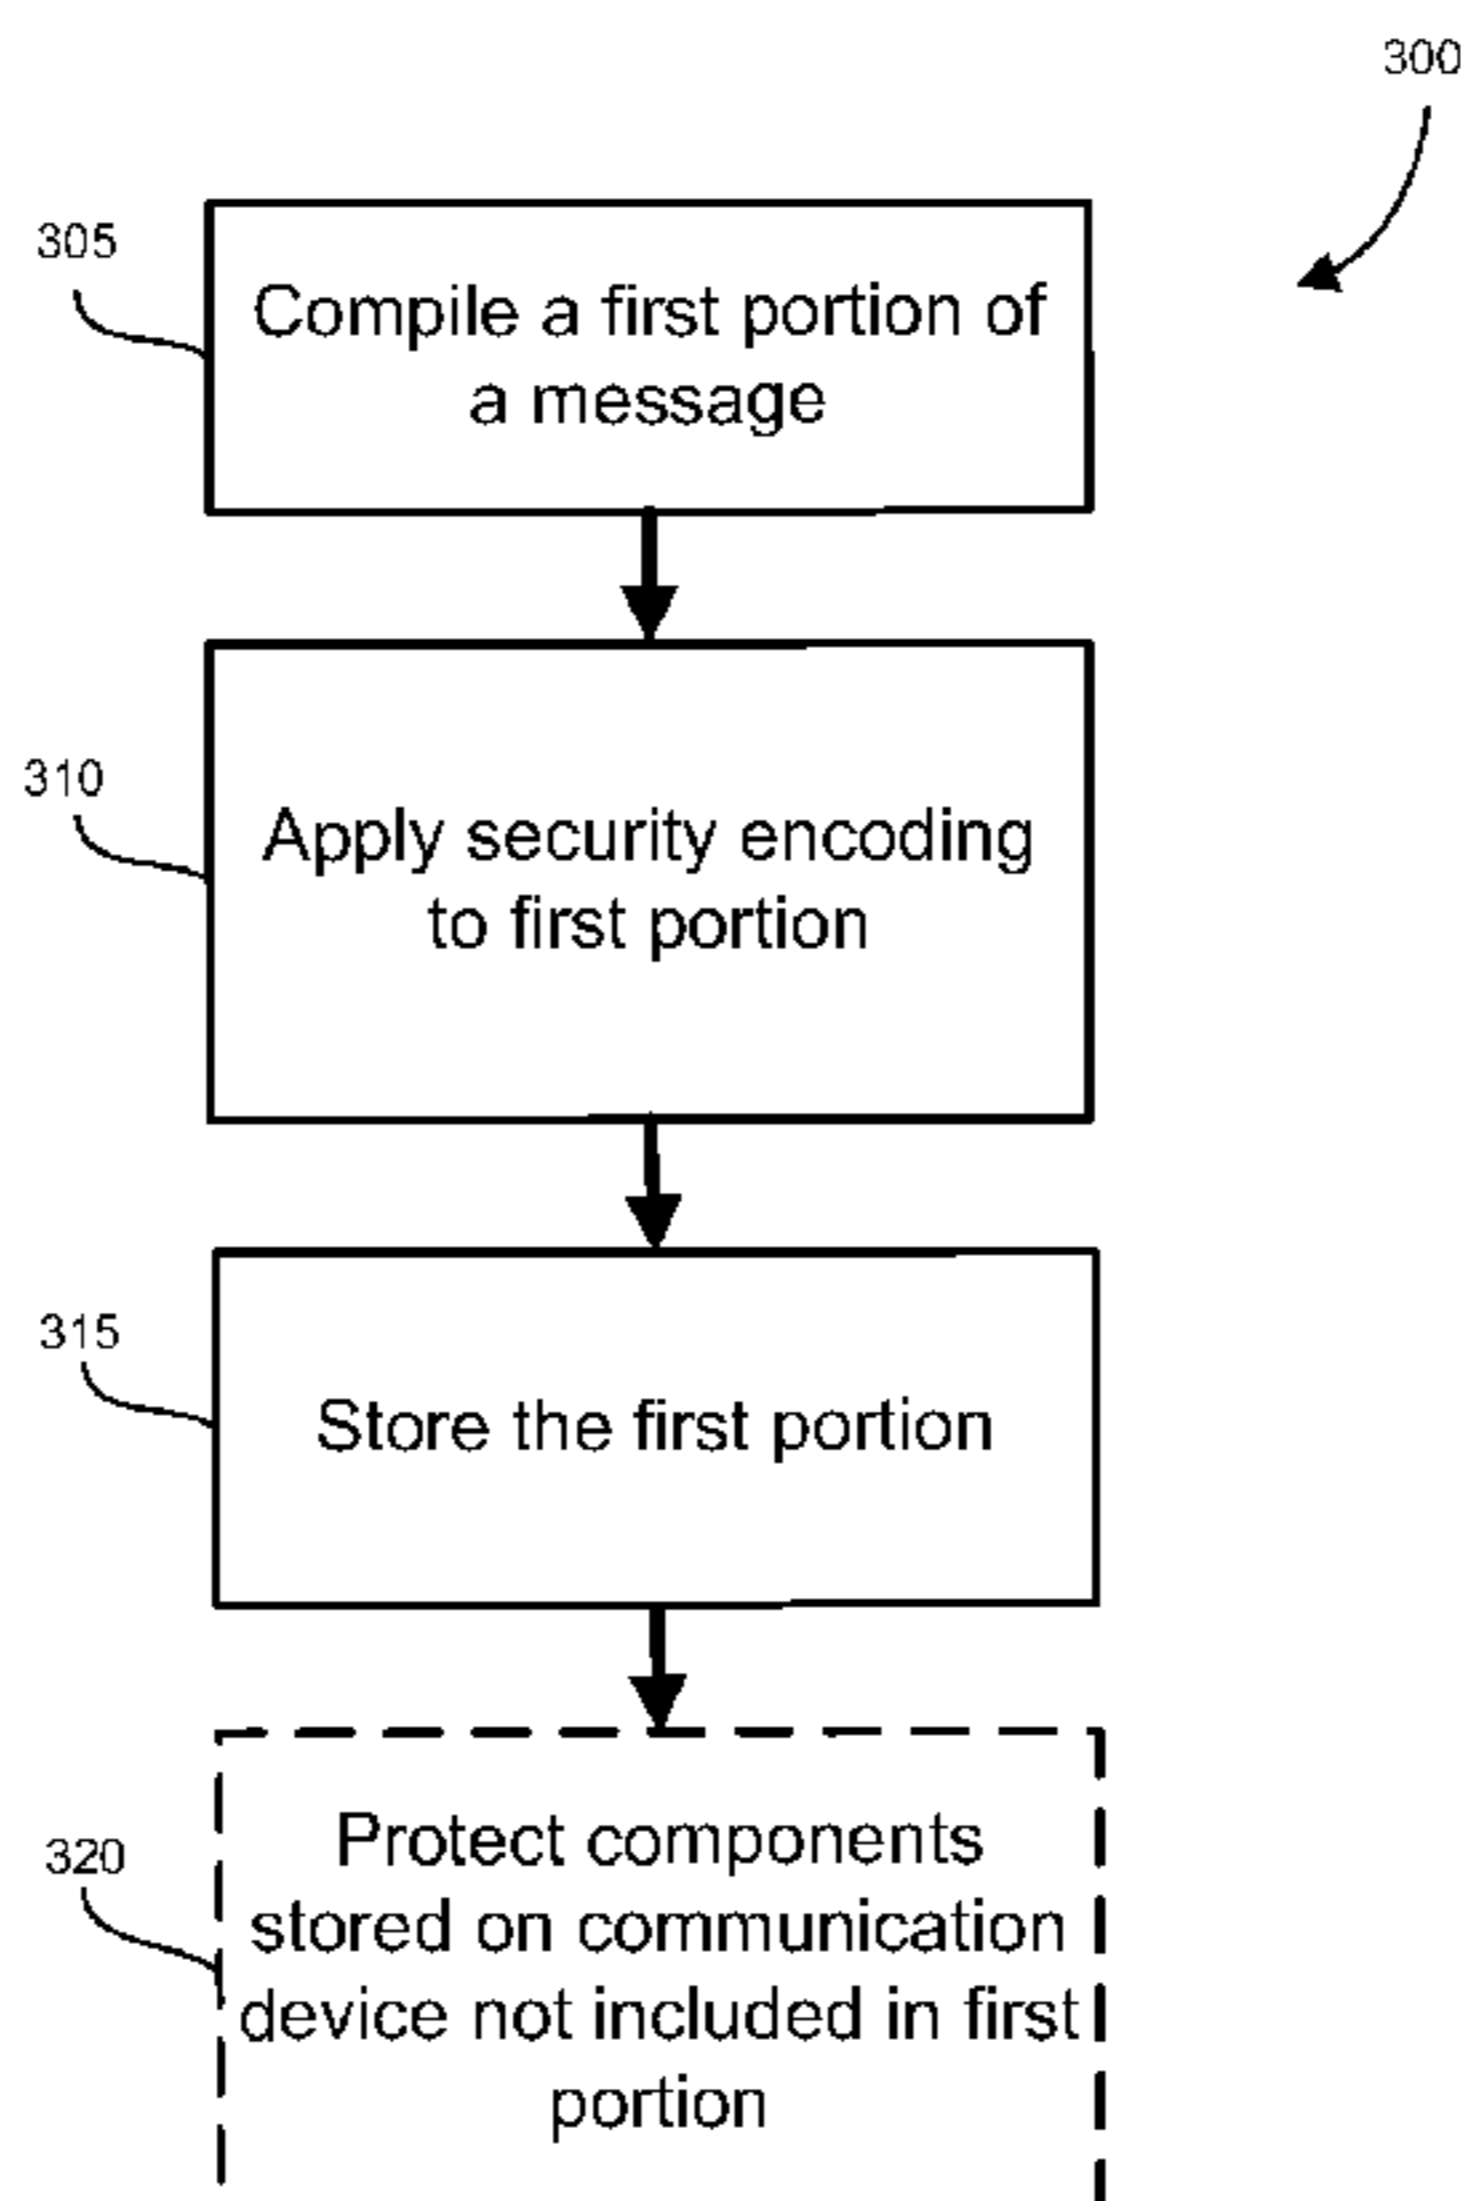 300
305
Compile a first portion of
a message
310
Apply security encoding
to first portion
315
Store the first portion
320
Protect components
stored on communication
device not included in first
portion